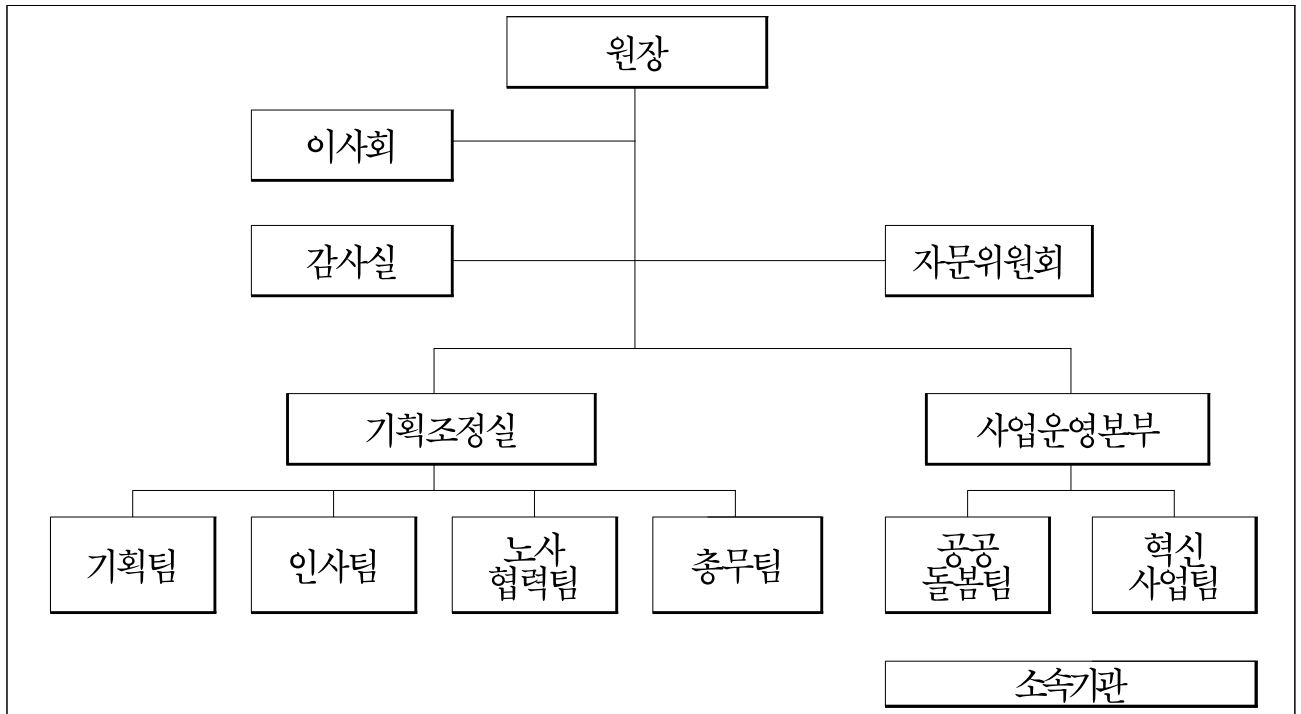 원장
이사회
감사실
자문위원회
기획조정실
사업운영본부
기획팀
인사팀
노사
협력팀
총무팀
공공
돌봄팀
혁신
사업팀
소속기관